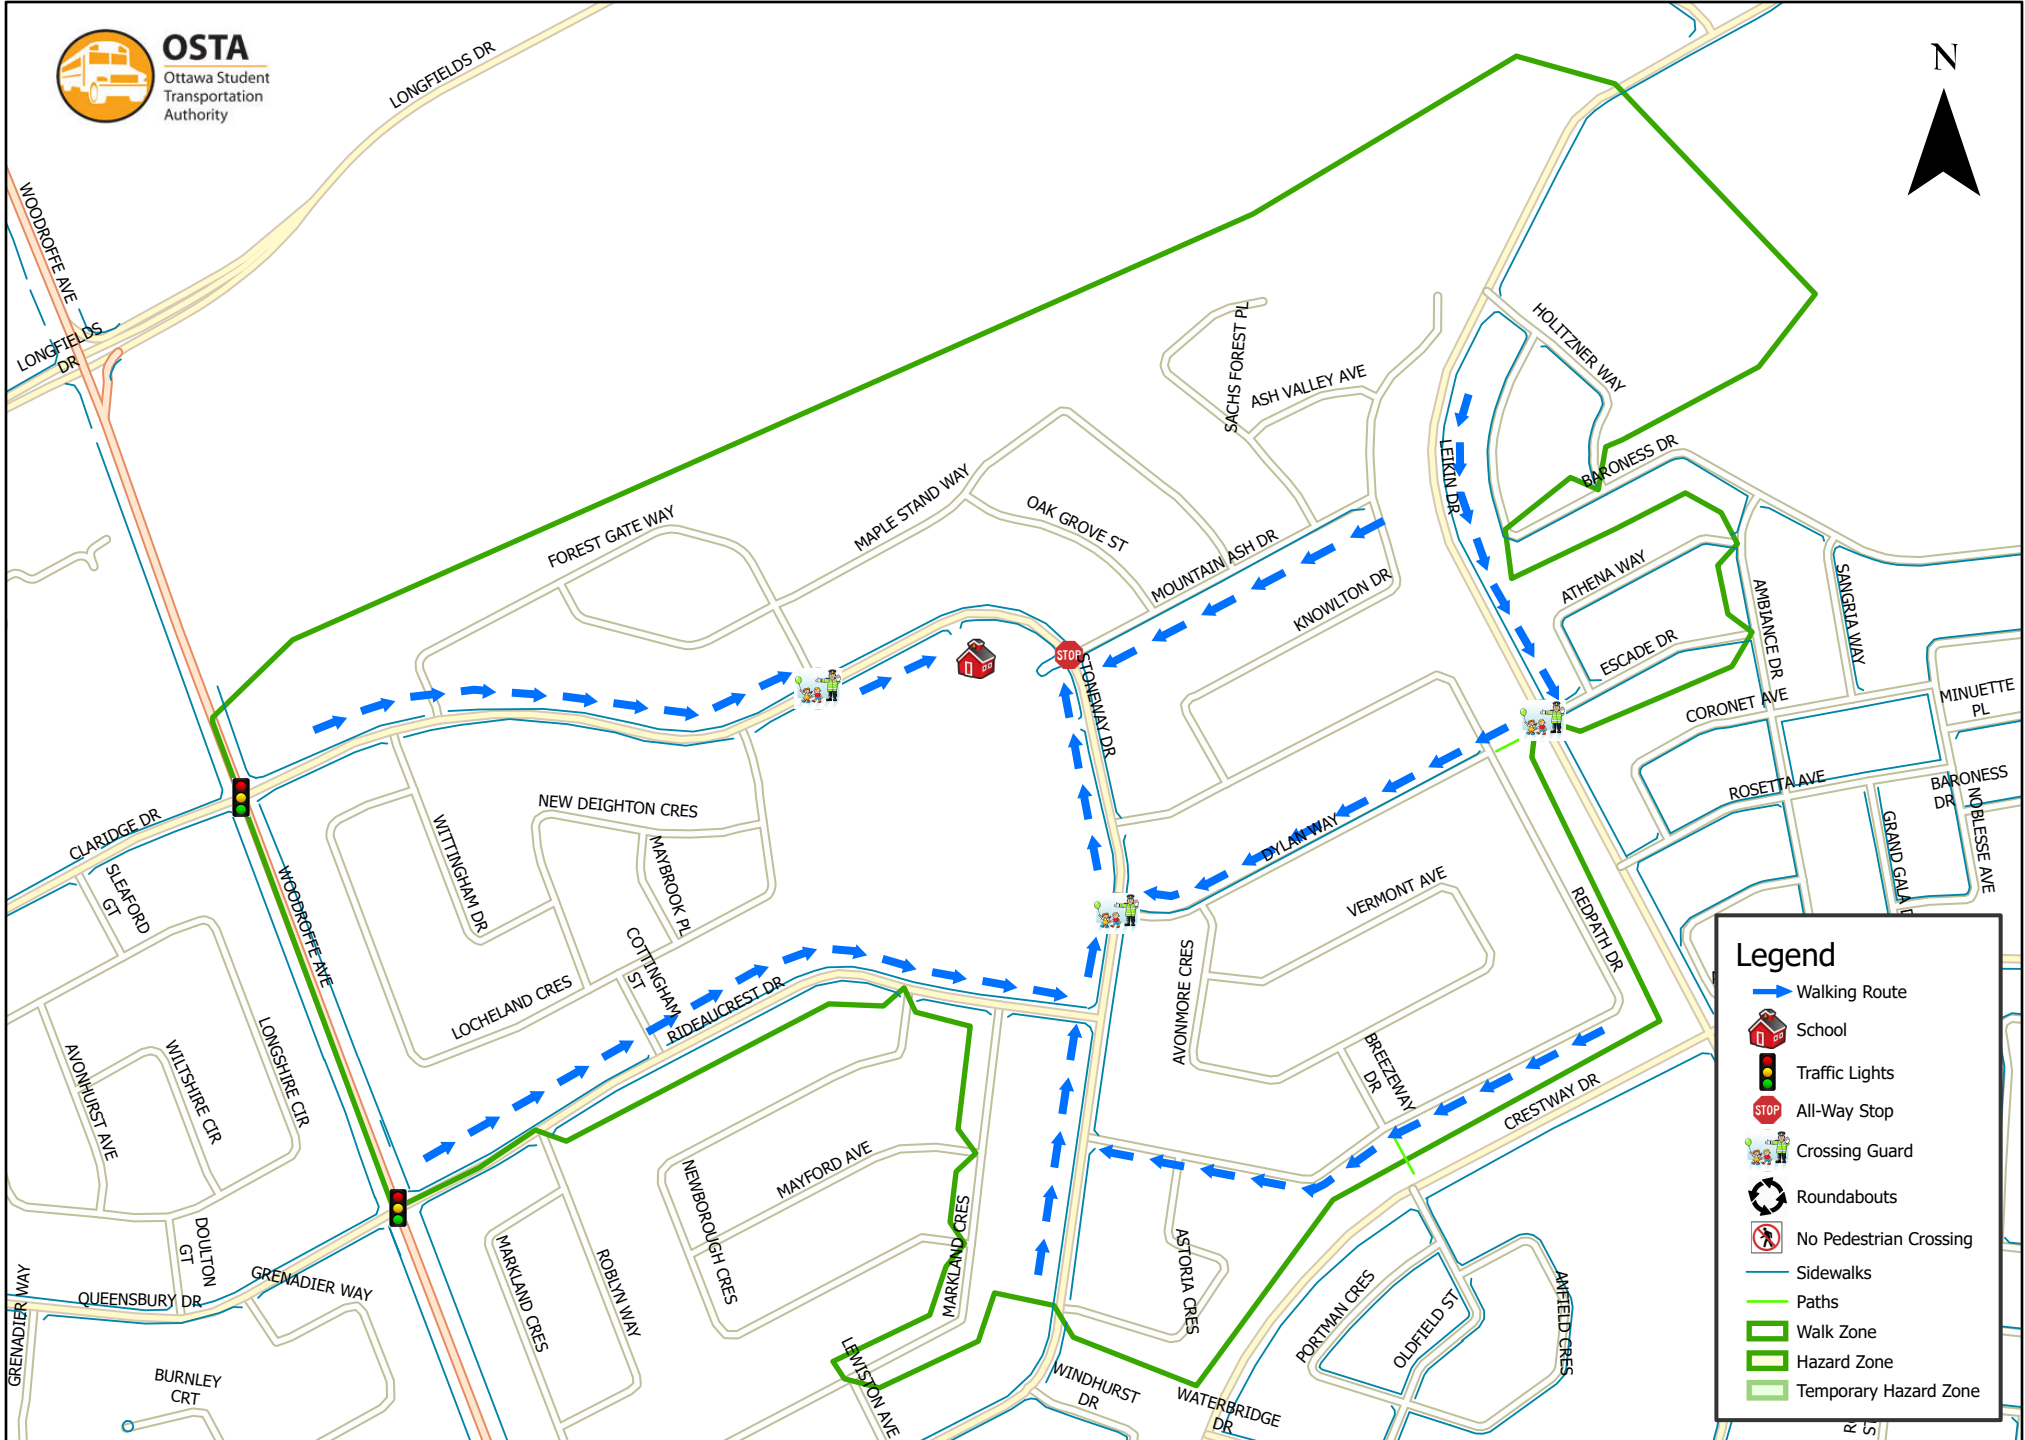 OSTA
Ottawa Student
Transportation
Authority
N
LONGFIELDS DR
WOODROFFE AVE
LONGFIELDS
DR
HOLITZNER WAY
SACHS FOREST PL
ASH VALLEY AVE
LEIKIN DR
BARONESS DR
MAPLE STAND WAY
FOREST GATE WAY
OAK GROVE ST
MOUNTAIN ASH DR
KNOWLTON DR
ATHENA WAY
AMBIANCE DR
SANGRIA WAY
ESCADE DR
STOP
STONEWAY DR
CORONET AVE
MINUETTE
PL
ROSETTA AVE
BARONESS
DR
NOBLESSE AVE
GRAND GALA
CLARIDGE DR
SLEAFORD
GT
WOODROFFE AVE
WITTINGHAM DR
NEW DEIGHTON CRES
MAYBROOK PL
DYLAN WAY
VERMONT AVE
REDPATH DR
COTTINGHAM
ST
LOCHELAND CRES
RIDEAUCREST DR
AVONMORE CRES
BREEZEWAY
DR
CRESTWAY DR
AVONHURST AVE
WILTSHIRE CIR
LONGSHIRE CIR
DOULTON
GT
GRENADIER WAY
QUEENSBURY DR
GRENADIER WAY
BURNLEY
CRT
MARKLAND CRES
ROBLYN WAY
NEWBOROUGH CRES
MAYFORD AVE
MARKLAND CRES
LEWISTON AVE
ASTORIA CRES
WINDHURST
DR
WATERBRIDGE
DR
PORTMAN CRES
OLDFIELD ST
ANFIELD CRES
Legend
Walking Route
School
Traffic Lights
STOP
All-Way Stop
Crossing Guard
Roundabouts
No Pedestrian Crossing
Sidewalks
Paths
Walk Zone
Hazard Zone
Temporary Hazard Zone